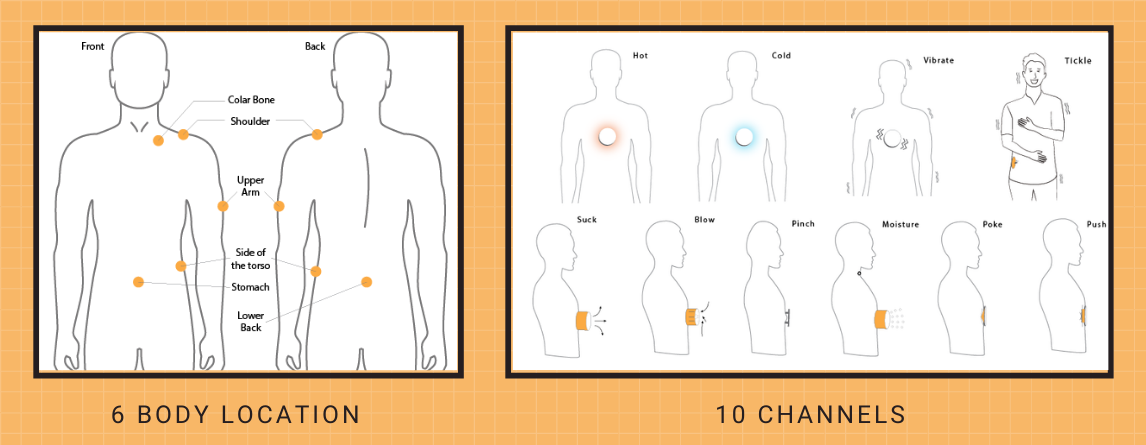 Front
Back
Colar Bone
Shoulder
Upper
Arm
Side of
the torso
Stomach
Lower
Back
6 BODY LOCATION
Hot
Cold
Vibrate
Tickle
Suck
Blow
Pinch
Moisture
Poke
Push
10 CHANNELS